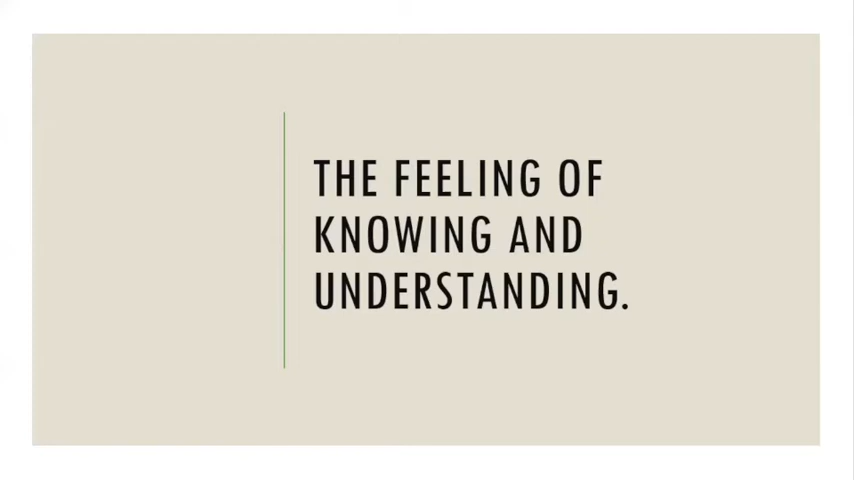 THE FEELING OF
KNOWING AND
UNDERSTANDING.